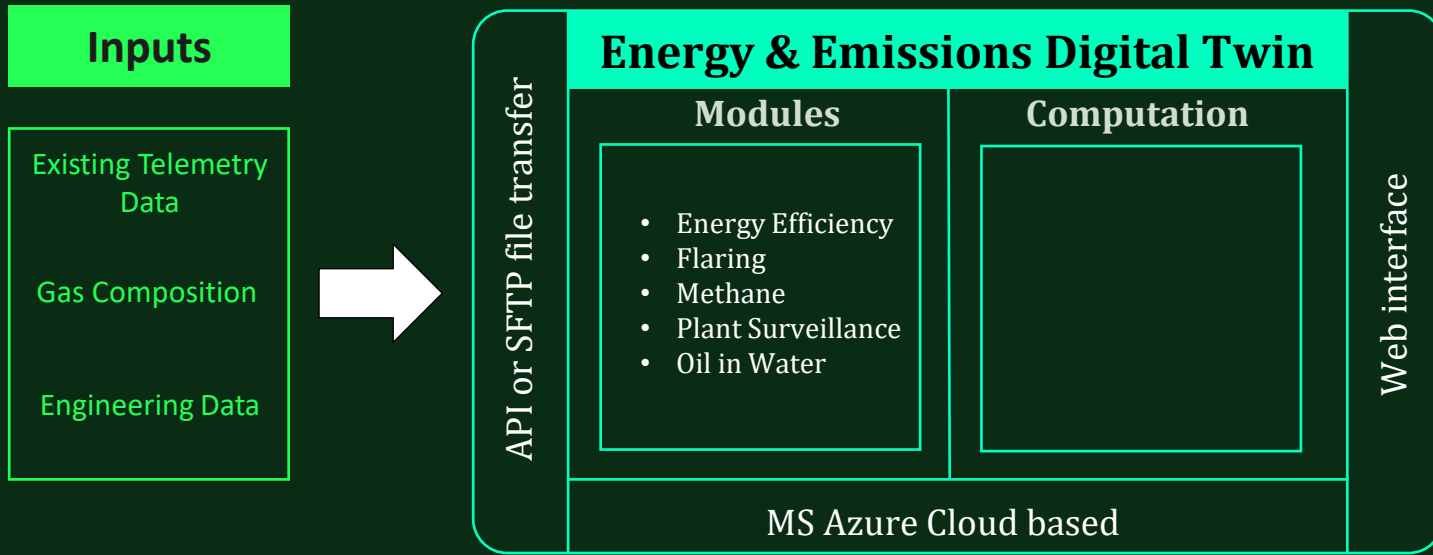 Inputs
Existing Telemetry
Data
Gas Composition
Engineering Data
API or SFTP file transfer
Energy & Emissions Digital Twin
Modules
• Energy Efficiency
• Flaring
• Methane
• Plant Surveillance
• Oil in Water
Computation
MS Azure Cloud based
Web interface